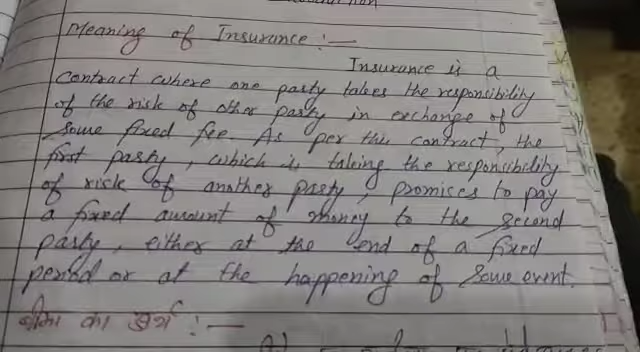 Meaning of Insurance :—
Insurance is a
contract where one party takes the responsibility
of the risk of other party in exchange of
some fixed fee. As per this contract, the
first party, which is taking the responsibility
of risk of another party, promises to pay
a fixed amount of money to the second
party, either at the end of a fixed
period or at the happening of some event.
बीमा का अर्थ :—